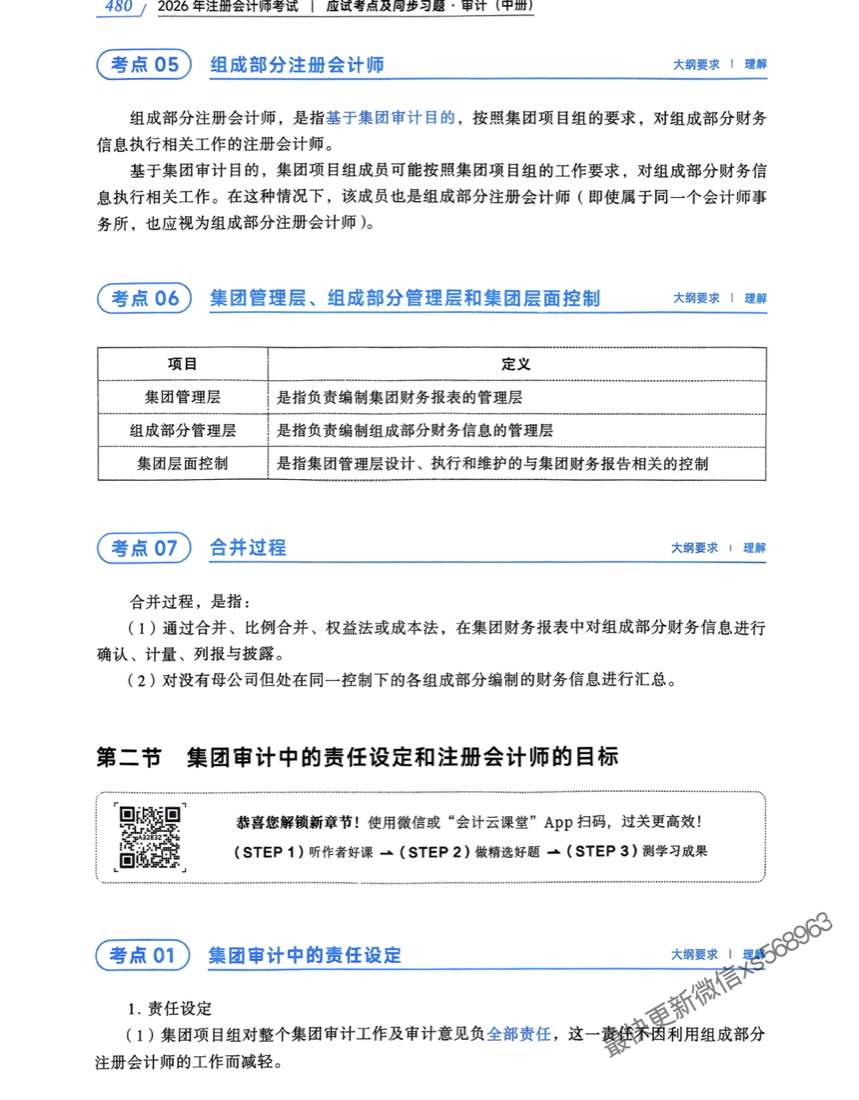 480 2026 年注册会计师考试 | 应试考点及同步习题·审计（中册）
考点 05 组成部分注册会计师 大纲要求 | 理解
组成部分注册会计师，是指基于集团审计目的，按照集团项目组的要求，对组成部分财务
信息执行相关工作的注册会计师。
基于集团审计目的，集团项目组成员可能按照集团项目组的工作要求，对组成部分财务信
息执行相关工作。在这种情况下，该成员也是组成部分注册会计师（即使属于同一个会计师事
务所，也应视为组成部分注册会计师）。
考点 06 集团管理层、组成部分管理层和集团层面控制 大纲要求 | 理解
项目 定义
集团管理层 是指负责编制集团财务报表的管理层
组成部分管理层 是指负责编制组成部分财务信息的管理层
集团层面控制 是指集团管理层设计、执行和维护的与集团财务报告相关的控制
考点 07 合并过程 大纲要求 | 理解
合并过程，是指：
（1）通过合并、比例合并、权益法或成本法，在集团财务报表中对组成部分财务信息进行
确认、计量、列报与披露。
（2）对没有母公司但处在同一控制下的各组成部分编制的财务信息进行汇总。
第二节 集团审计中的责任设定和注册会计师的目标
恭喜您解锁新章节！使用微信或“会计云课堂”App 扫码，过关更高效！
（STEP 1）听作者好课 ⇀（STEP 2）做精选好题 ⇀（STEP 3）测学习成果
考点 01 集团审计中的责任设定 大纲要求 | 理解
1. 责任设定
（1）集团项目组对整个集团审计工作及审计意见负全部责任，这一责任不因利用组成部分
注册会计师的工作而减轻。
最快更新微信xs568963